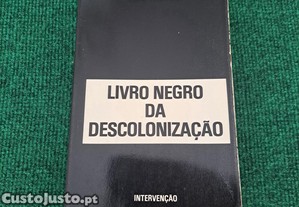 LIVRO NEGRO
DA
DESCOLONIZAÇÃO
INTERVENÇÃO
CustoJusto.pt